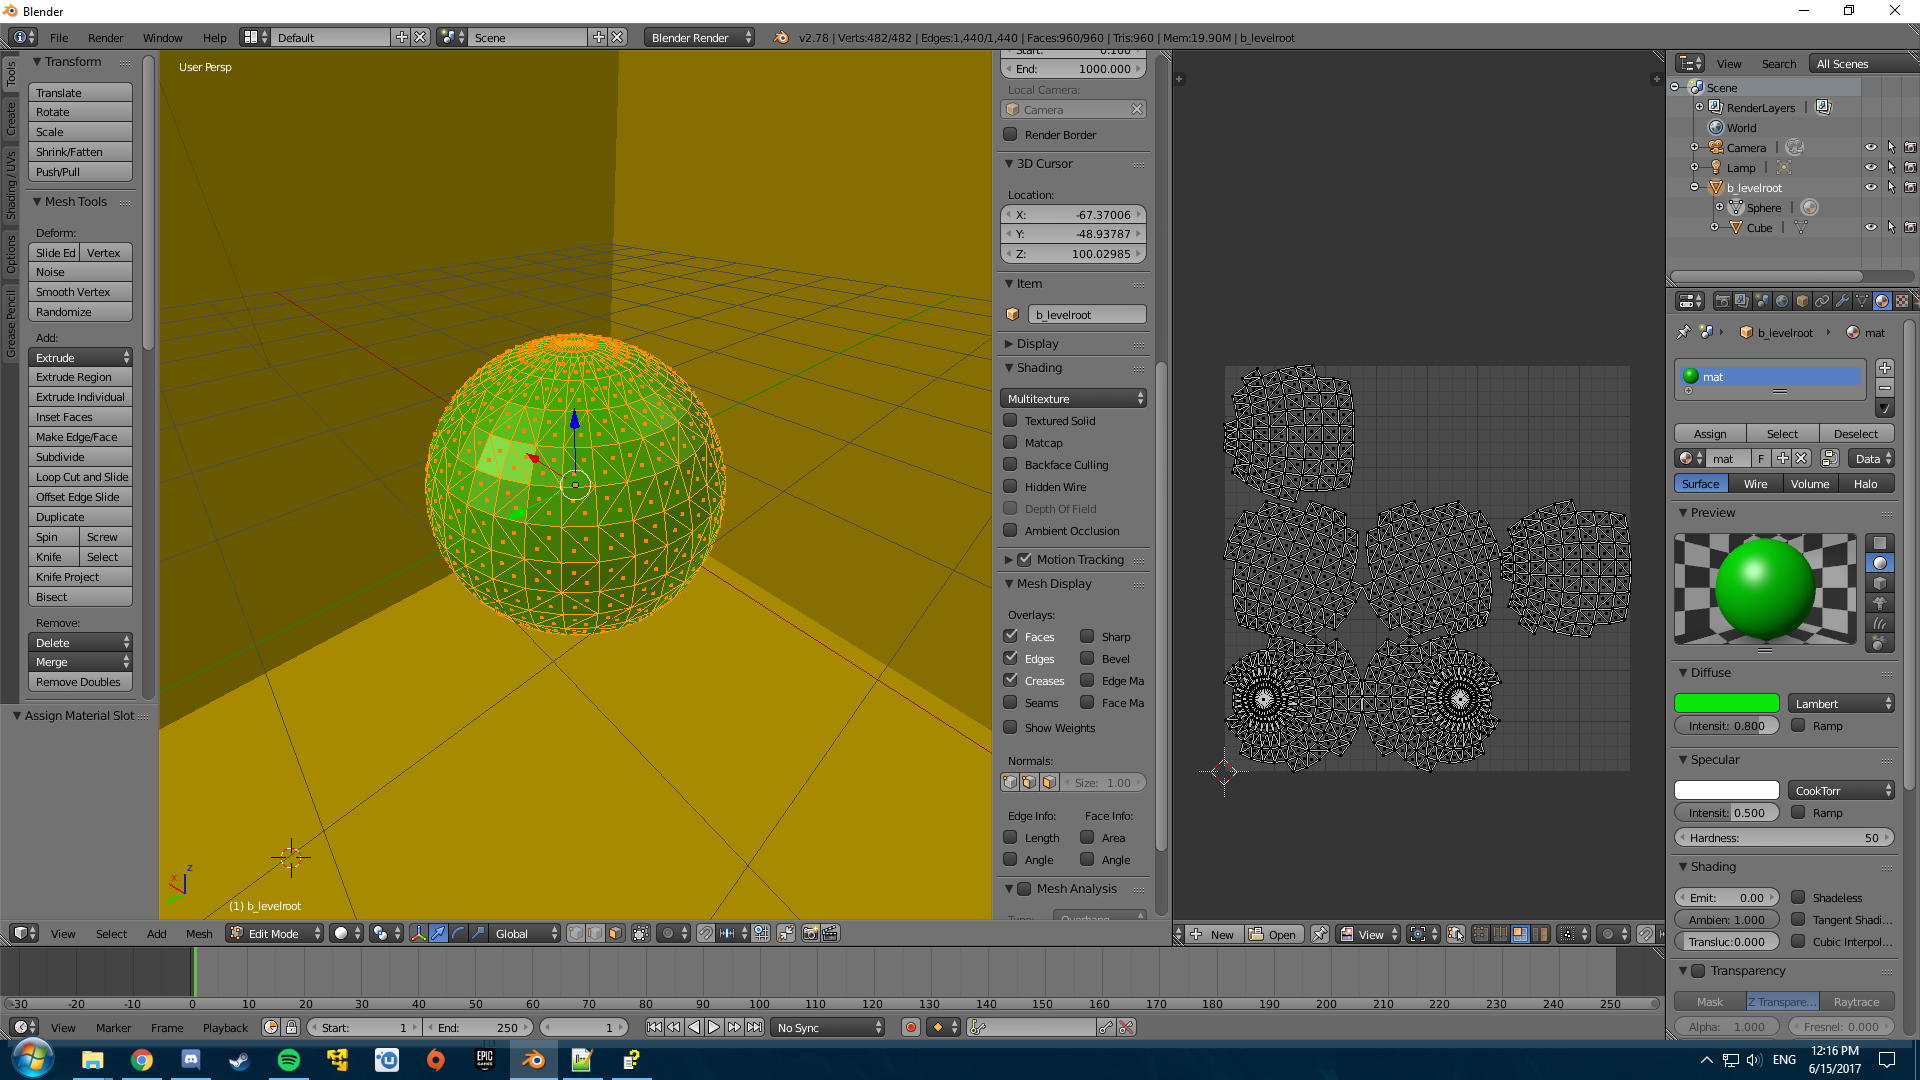 Blender
File Render Window Help Default Scene Blender Render v2.78 | Verts:482/482 | Edges:1,440/1,440 | Faces:960/960 | Tris:960 | Mem:19.90M | b_levelroot
Tools
Create
Shading / UVs
Options
Grease Pencil
Transform
Translate
Rotate
Scale
Shrink/Fatten
Push/Pull
Mesh Tools
Deform:
Slide Ed Vertex
Noise
Smooth Vertex
Randomize
Add:
Extrude
Extrude Region
Extrude Individual
Inset Faces
Make Edge/Face
Subdivide
Loop Cut and Slide
Offset Edge Slide
Duplicate
Spin Screw
Knife Select
Knife Project
Bisect
Remove:
Delete
Merge
Remove Doubles
Assign Material Slot
User Persp
x z
(1) b_levelroot
End: 1000.000
Local Camera:
Camera
Render Border
3D Cursor
Location:
X: -67.37006
Y: -48.93787
Z: 100.02985
Item
b_levelroot
Display
Shading
Multitexture
Textured Solid
Matcap
Backface Culling
Hidden Wire
Depth Of Field
Ambient Occlusion
Motion Tracking
Mesh Display
Overlays:
Faces Sharp
Edges Bevel
Creases Edge Ma
Seams Face Ma
Show Weights
Normals:
Size: 1.00
Edge Info: Face Info:
Length Area
Angle Angle
Mesh Analysis
View Search All Scenes
Scene
RenderLayers
World
Camera
Lamp
b_levelroot
Sphere
Cube
b_levelroot mat
mat
Assign Select Deselect
mat F Data
Surface Wire Volume Halo
Preview
Diffuse
Lambert
Intensit: 0.800 Ramp
Specular
CookTorr
Intensit: 0.500 Ramp
Hardness: 50
Shading
Emit: 0.00 Shadeless
Ambien: 1.000 Tangent Shadi...
Transluc:0.000 Cubic Interpol...
Transparency
Mask Z Transpare... Raytrace
Alpha: 1.000 Fresnel: 0.000
View Select Add Mesh Edit Mode Global
New Open View
-30 -20 -10 0 10 20 30 40 50 60 70 80 90 100 110 120 130 140 150 160 170 180 190 200 210 220 230 240 250
View Marker Frame Playback Start: 1 End: 250 1 No Sync
EPIC
GAMES
ENG
12:16 PM
6/15/2017